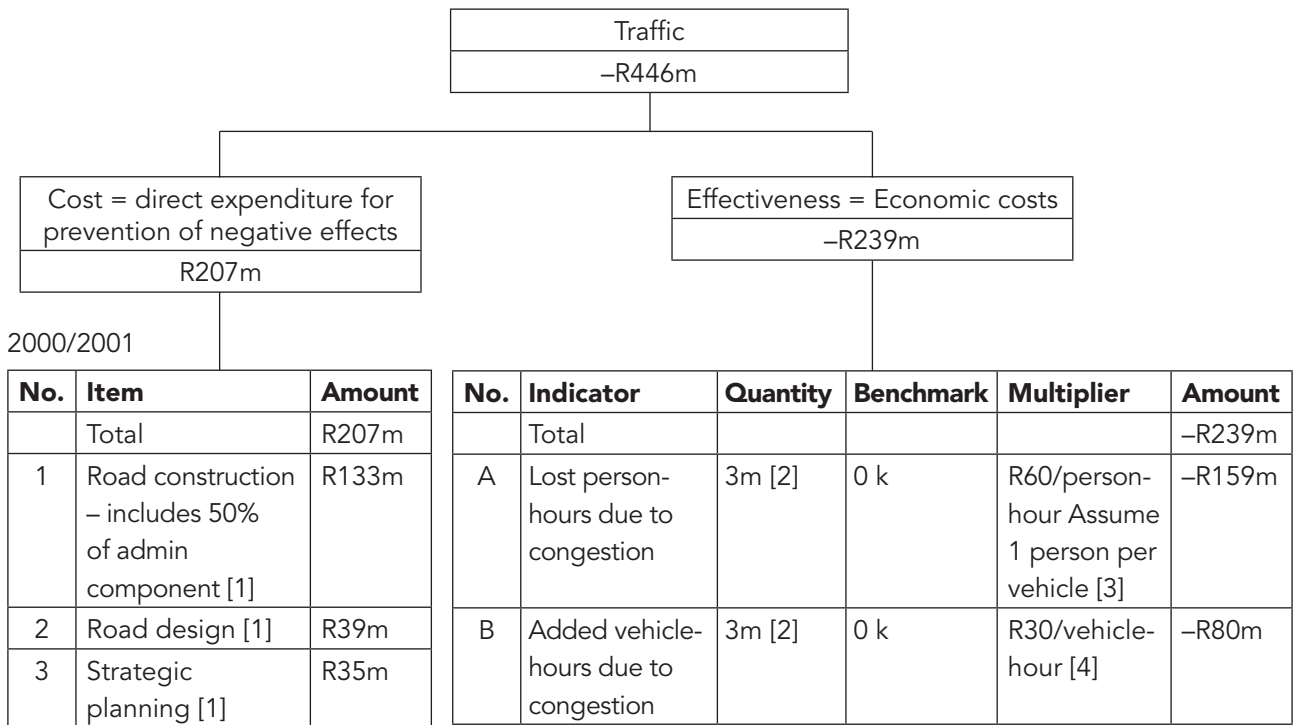 Traffic
–R446m
Cost = direct expenditure for
prevention of negative effects
R207m
Effectiveness = Economic costs
–R239m
2000/2001
No. Item Amount
Total R207m
1 Road construction R133m
– includes 50%
of admin
component [1]
2 Road design [1] R39m
3 Strategic R35m
planning [1]
No. Indicator Quantity Benchmark Multiplier Amount
Total –R239m
A Lost person- 3m [2] 0 k R60/person- –R159m
hours due to hour Assume
congestion 1 person per
vehicle [3]
B Added vehicle- 3m [2] 0 k R30/vehicle- –R80m
hours due to hour [4]
congestion